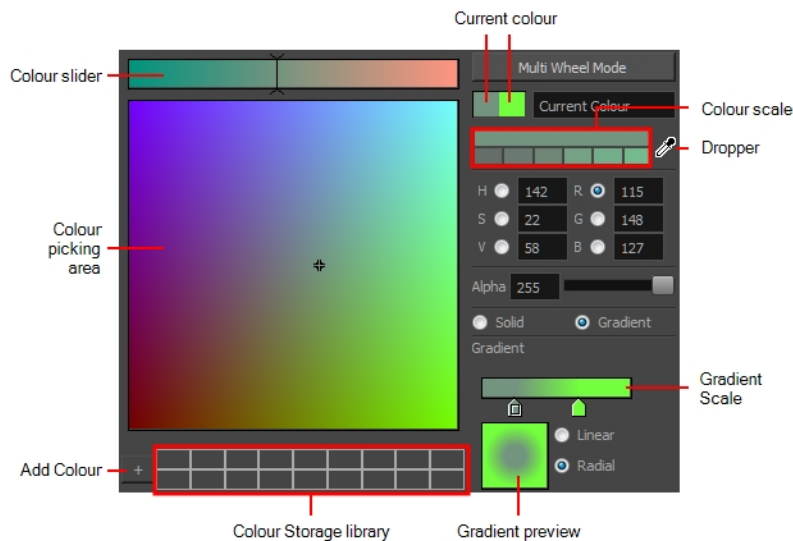 Current colour
Colour slider
Multi Wheel Mode
Current Colour
Colour scale
Dropper
H 142 R 115
S 22 G 148
V 58 B 127
Colour
picking
area
Alpha 255
Solid Gradient
Gradient
Gradient
Scale
Linear
Radial
Add Colour +
Colour Storage library
Gradient preview